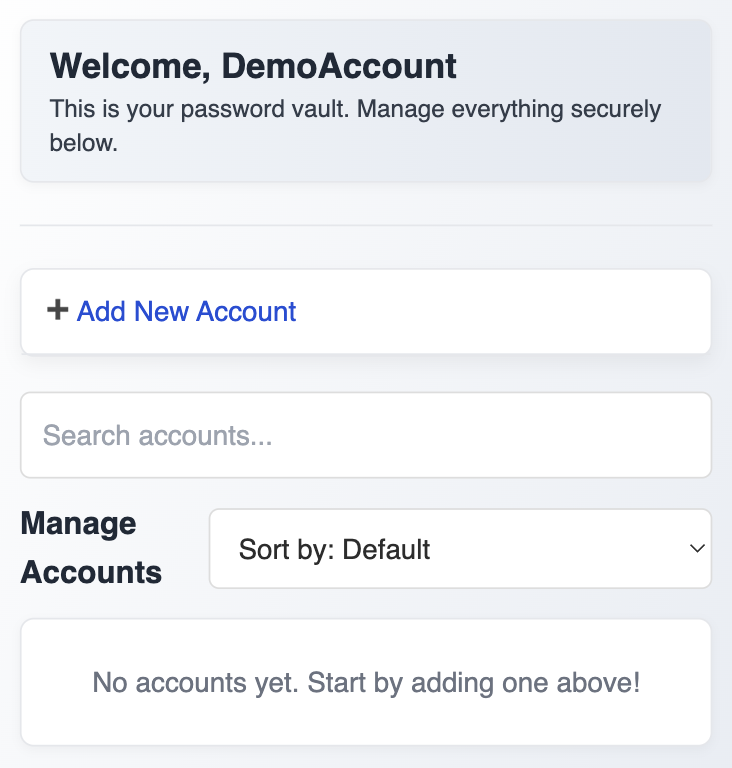 Welcome, DemoAccount
This is your password vault. Manage everything securely
below.
➕ Add New Account
Search accounts...
Manage
Accounts
Sort by: Default
No accounts yet. Start by adding one above!